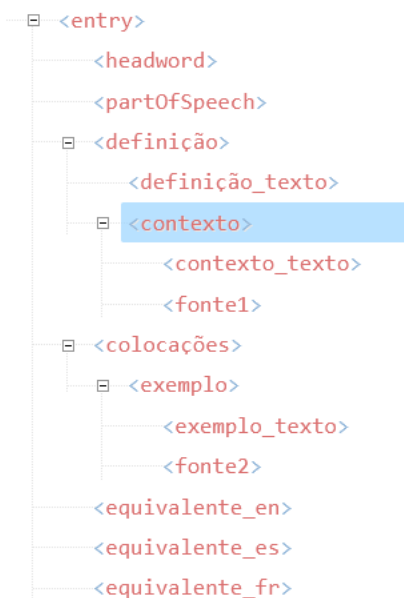 <entry>
<headword>
<partOfSpeech>
<definição>
<definição_texto>
<contexto>
<contexto_texto>
<fonte1>
<colocações>
<exemplo>
<exemplo_texto>
<fonte2>
<equivalente_en>
<equivalente_es>
<equivalente_fr>